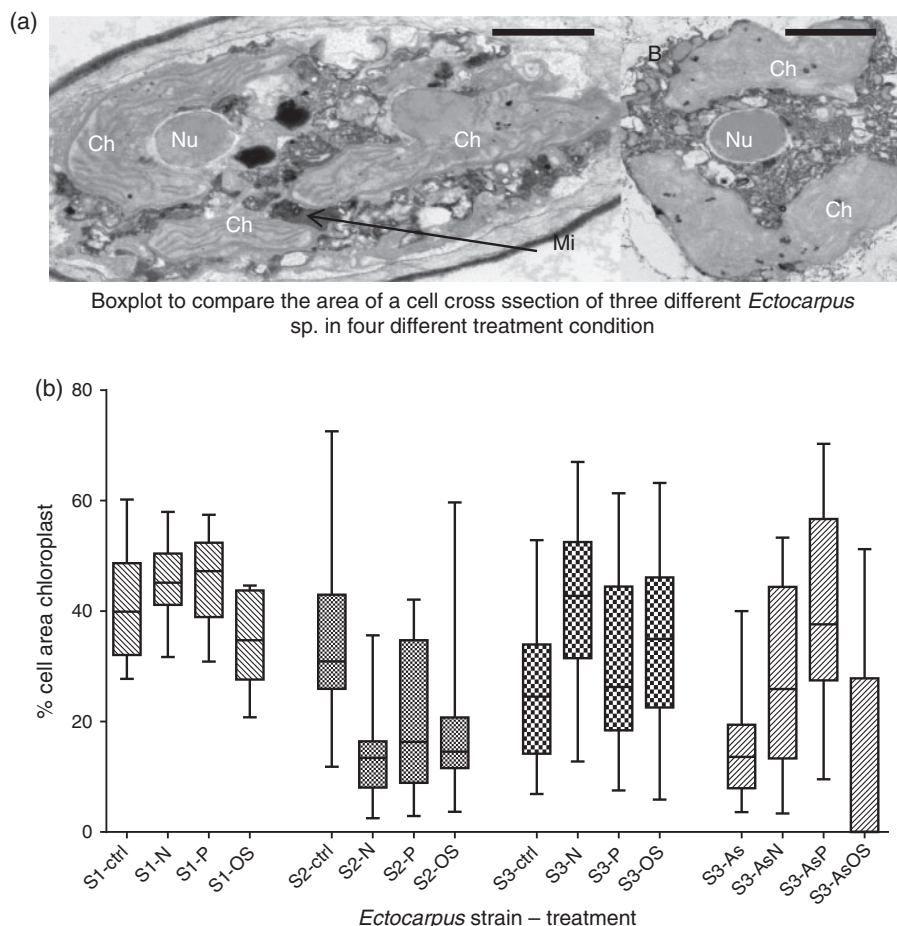 (a)
B
Ch
Ch
Nu
Ch
Nu
Ch
Ch
Mi
Boxplot to compare the area of a cell cross ssection of three different Ectocarpus
sp. in four different treatment condition
(b)
80
60
40
20
0
% cell area chloroplast
S1-ctrl
S1-N
S1-P
S1-OS
S2-ctrl
S2-N
S2-P
S2-OS
S3-ctrl
S3-N
S3-P
S3-OS
S3-As
S3-AsN
S3-AsP
S3-AsOS
Ectocarpus strain – treatment